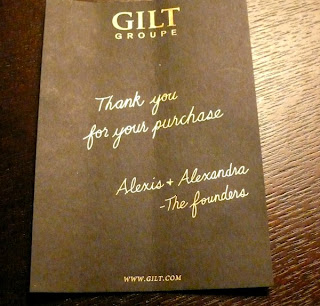 GILT
GROUPE
Thank you
for your purchase
Alexis + Alexandra
-The founders
WWW.GILT.COM